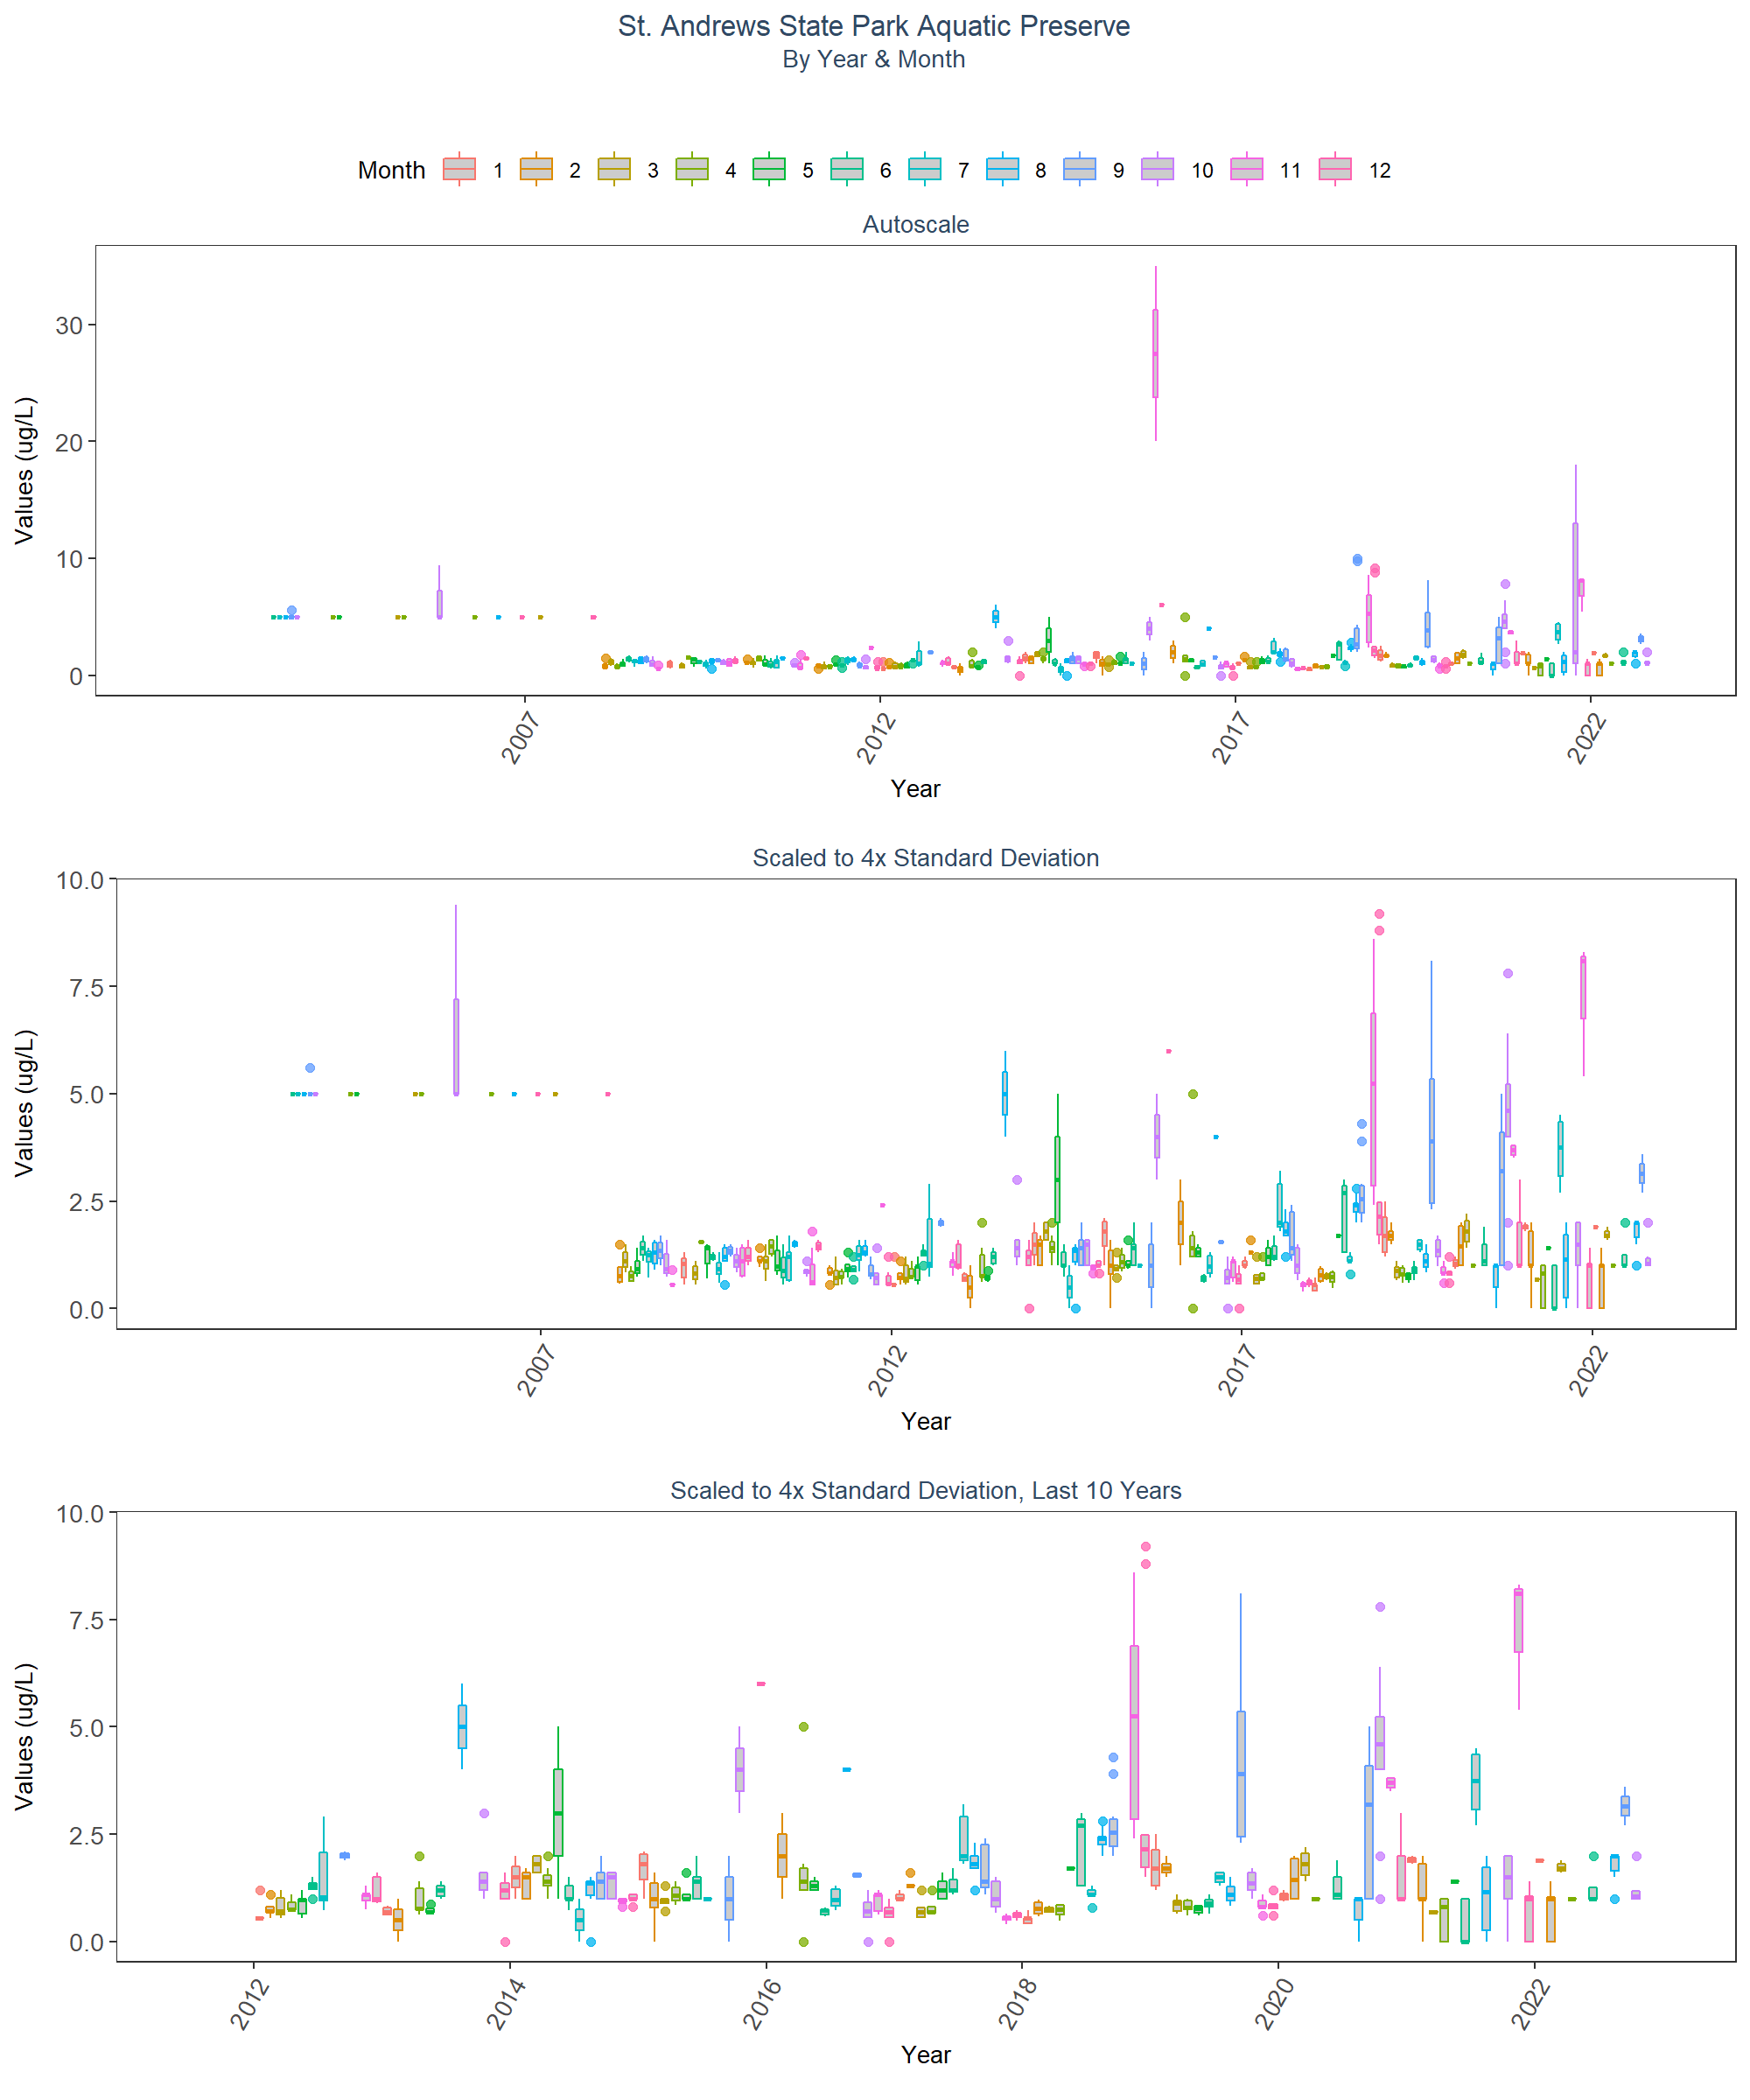 St. Andrews State Park Aquatic Preserve
By Year & Month
Month 1 2 3 4 5 6 7 8 9 10 11 12
Autoscale
Values (ug/L)
30
20
10
0
2007 2012 2017 2022
Year
Scaled to 4x Standard Deviation
Values (ug/L)
10.0
7.5
5.0
2.5
0.0
2007 2012 2017 2022
Year
Scaled to 4x Standard Deviation, Last 10 Years
Values (ug/L)
10.0
7.5
5.0
2.5
0.0
2012 2014 2016 2018 2020 2022
Year